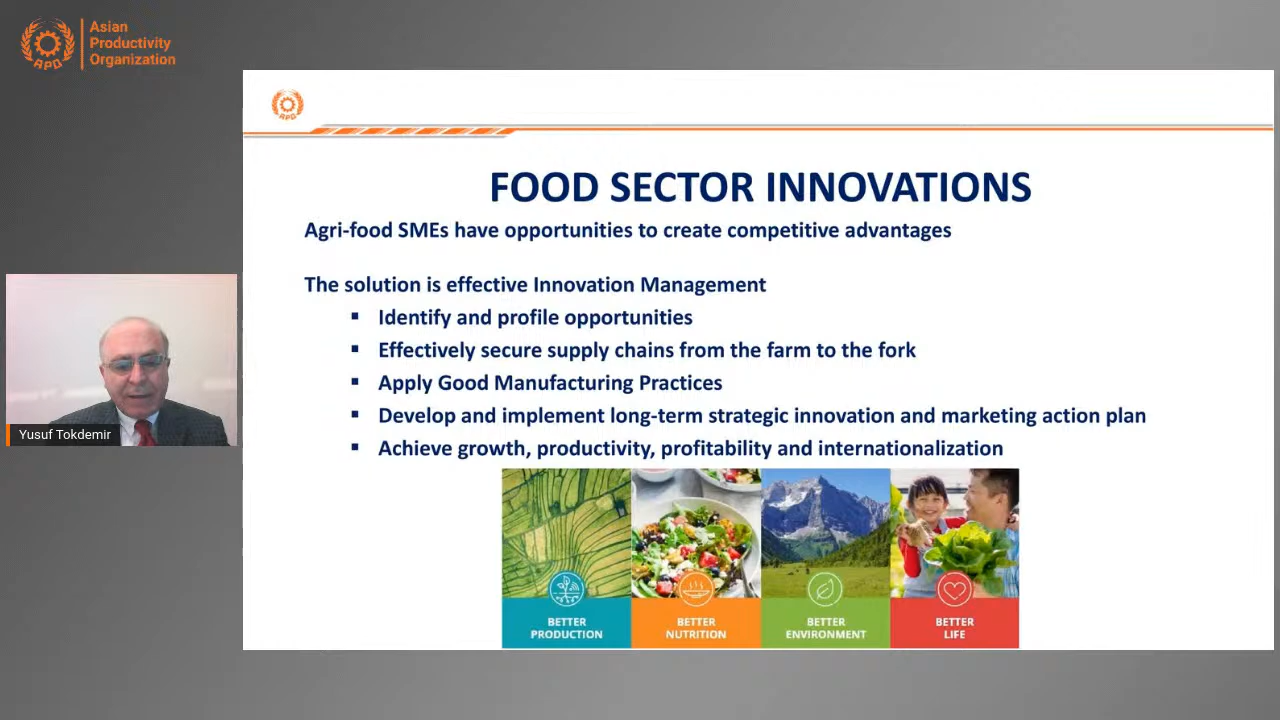 Asian
Productivity
Organization
APO
APO
FOOD SECTOR INNOVATIONS
Agri-food SMEs have opportunities to create competitive advantages
The solution is effective Innovation Management
▪ Identify and profile opportunities
▪ Effectively secure supply chains from the farm to the fork
▪ Apply Good Manufacturing Practices
▪ Develop and implement long-term strategic innovation and marketing action plan
▪ Achieve growth, productivity, profitability and internationalization
Yusuf Tokdemir
BETTER
PRODUCTION
BETTER
NUTRITION
BETTER
ENVIRONMENT
BETTER
LIFE